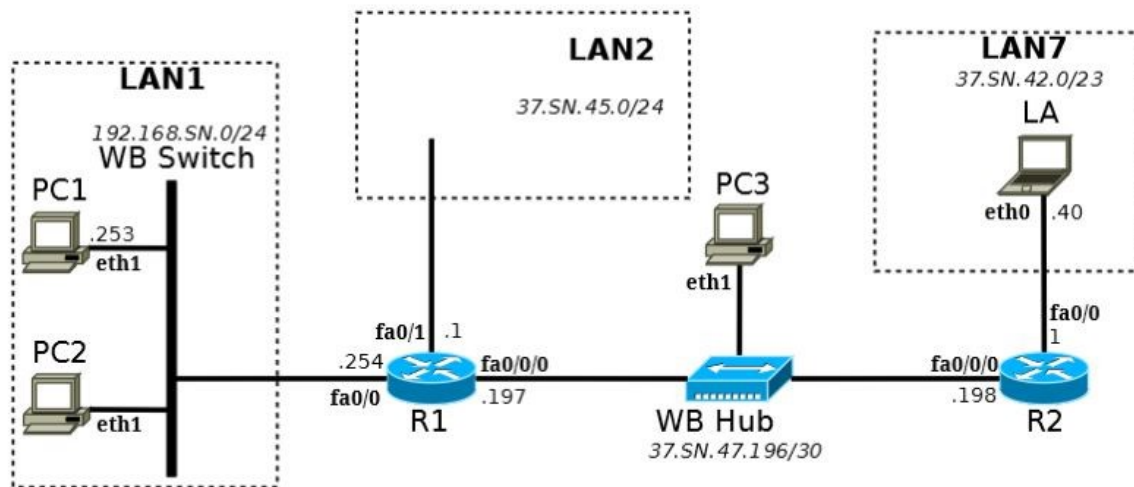 LAN1
192.168.SN.0/24
WB Switch
PC1
.253
eth1
PC2
eth1
LAN2
37.SN.45.0/24
fa0/1
.1
.254
fa0/0
R1
fa0/0/0
.197
PC3
eth1
WB Hub
37.SN.47.196/30
LAN7
37.SN.42.0/23
LA
eth0
.40
fa0/0
1
fa0/0/0
.198
R2